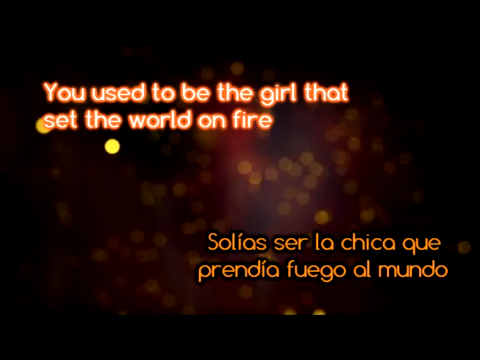 You used to be the girl that
set the world on fire
Solías ser la chica que
prendía fuego al mundo